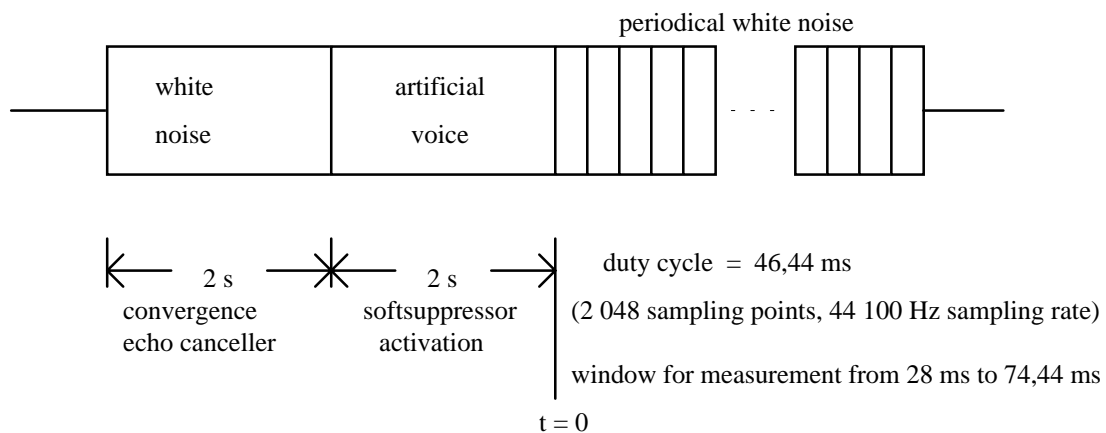 periodical white noise
white
noise
artificial
voice
- - -
2 s
convergence
echo canceller
2 s
softsuppressor
activation
duty cycle = 46,44 ms
(2 048 sampling points, 44 100 Hz sampling rate)
window for measurement from 28 ms to 74,44 ms
t = 0